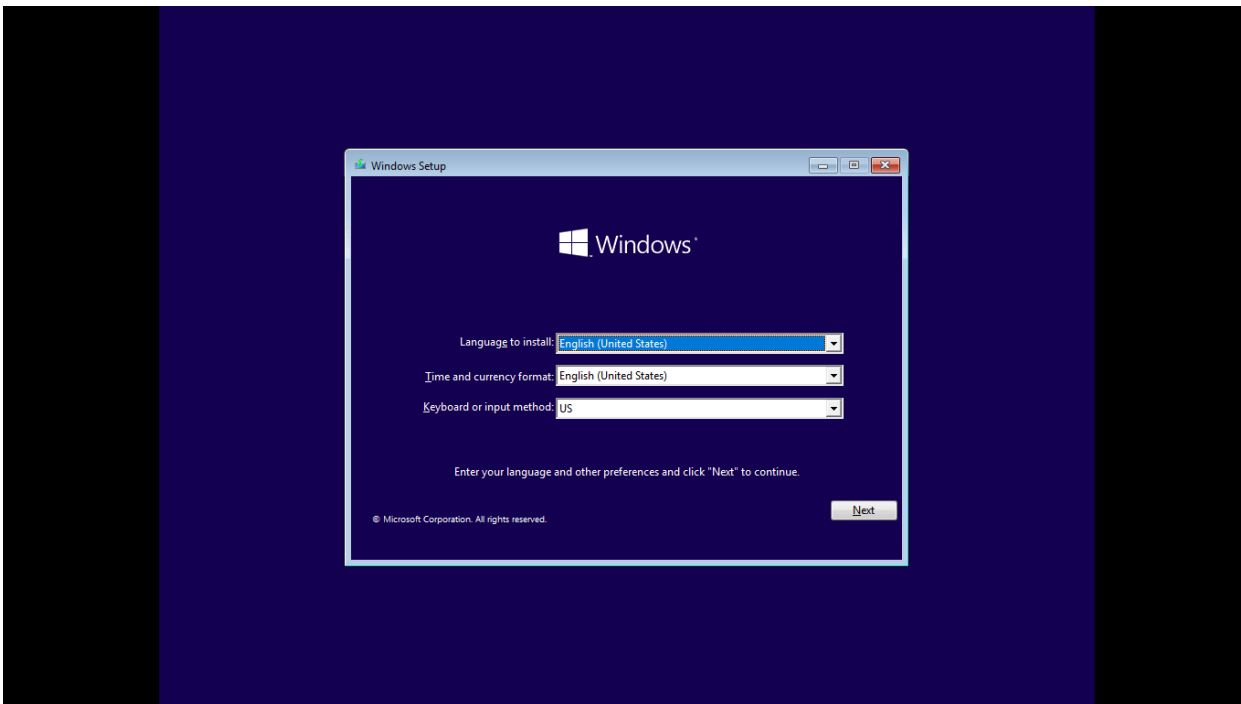 Windows Setup
Windows
Language to install: English (United States)
Time and currency format: English (United States)
Keyboard or input method: US
Enter your language and other preferences and click "Next" to continue.
Next
© Microsoft Corporation. All rights reserved.